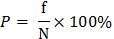 P = f/N × 100%